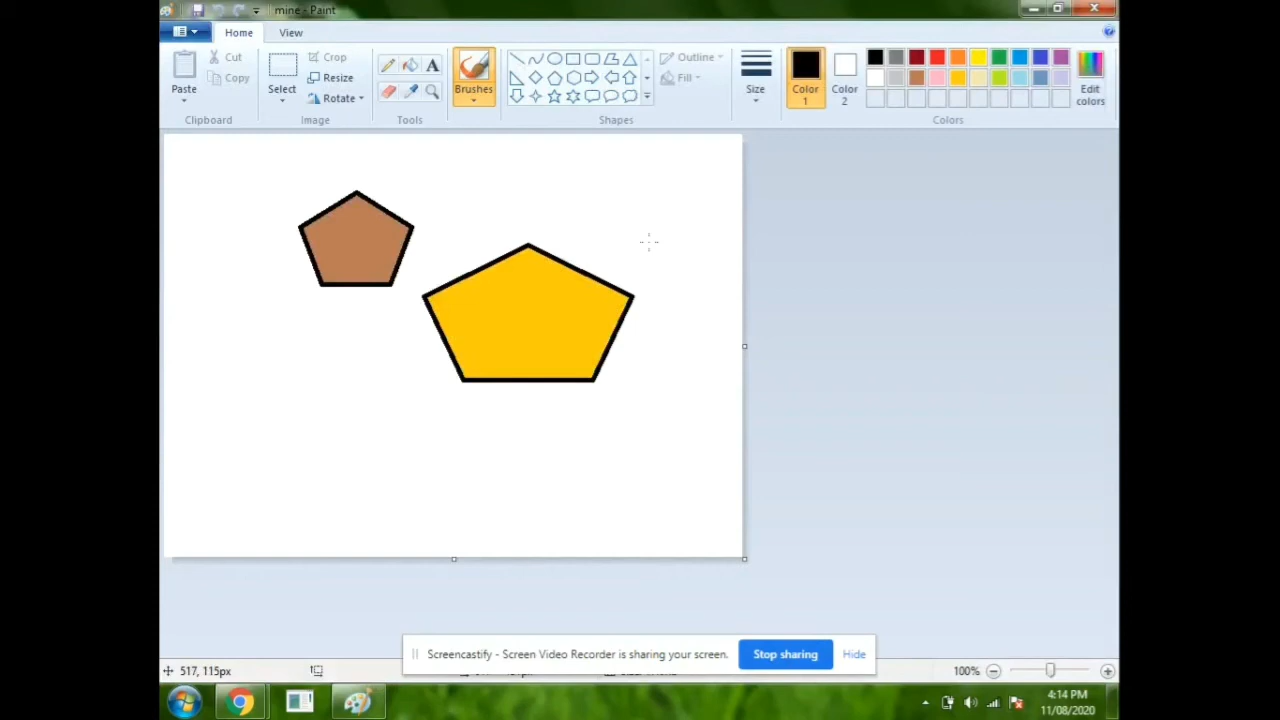 mine - Paint
Home View
Paste
Cut
Copy
Clipboard
Select
Crop
Resize
Rotate
Image
A
Tools
Brushes
Outline
Fill
Shapes
Size
Color 1
Color 2
Edit colors
Colors
Screencastify - Screen Video Recorder is sharing your screen. Stop sharing Hide
517, 115px
100%
4:14 PM
11/08/2020